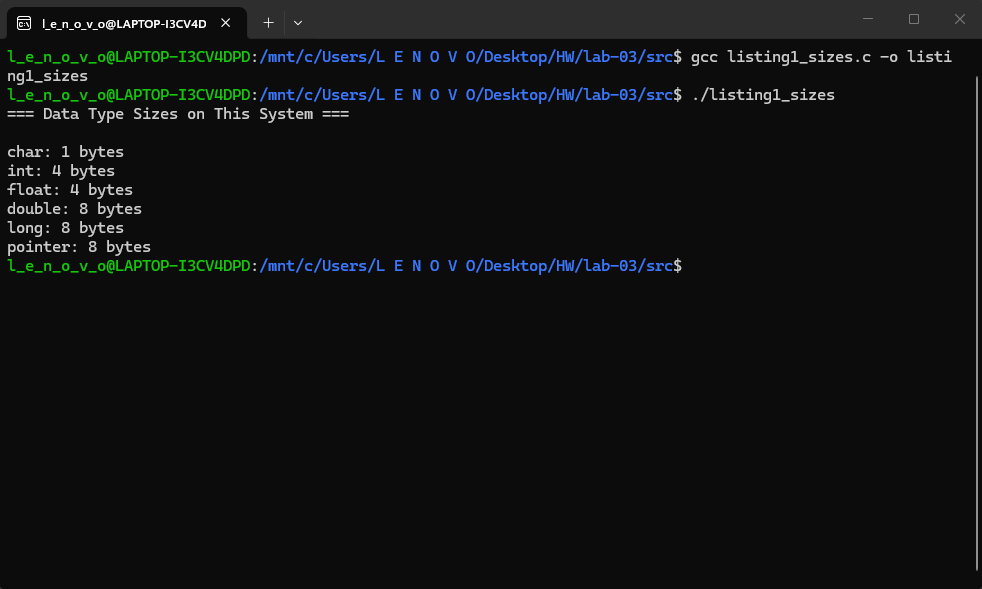 l_e_n_o_v_o@LAPTOP-I3CV4D
l_e_n_o_v_o@LAPTOP-I3CV4DPD:/mnt/c/Users/L E N O V O/Desktop/HW/lab-03/src$ gcc listing1_sizes.c -o listi
ng1_sizes
l_e_n_o_v_o@LAPTOP-I3CV4DPD:/mnt/c/Users/L E N O V O/Desktop/HW/lab-03/src$ ./listing1_sizes
=== Data Type Sizes on This System ===
char: 1 bytes
int: 4 bytes
float: 4 bytes
double: 8 bytes
long: 8 bytes
pointer: 8 bytes
l_e_n_o_v_o@LAPTOP-I3CV4DPD:/mnt/c/Users/L E N O V O/Desktop/HW/lab-03/src$